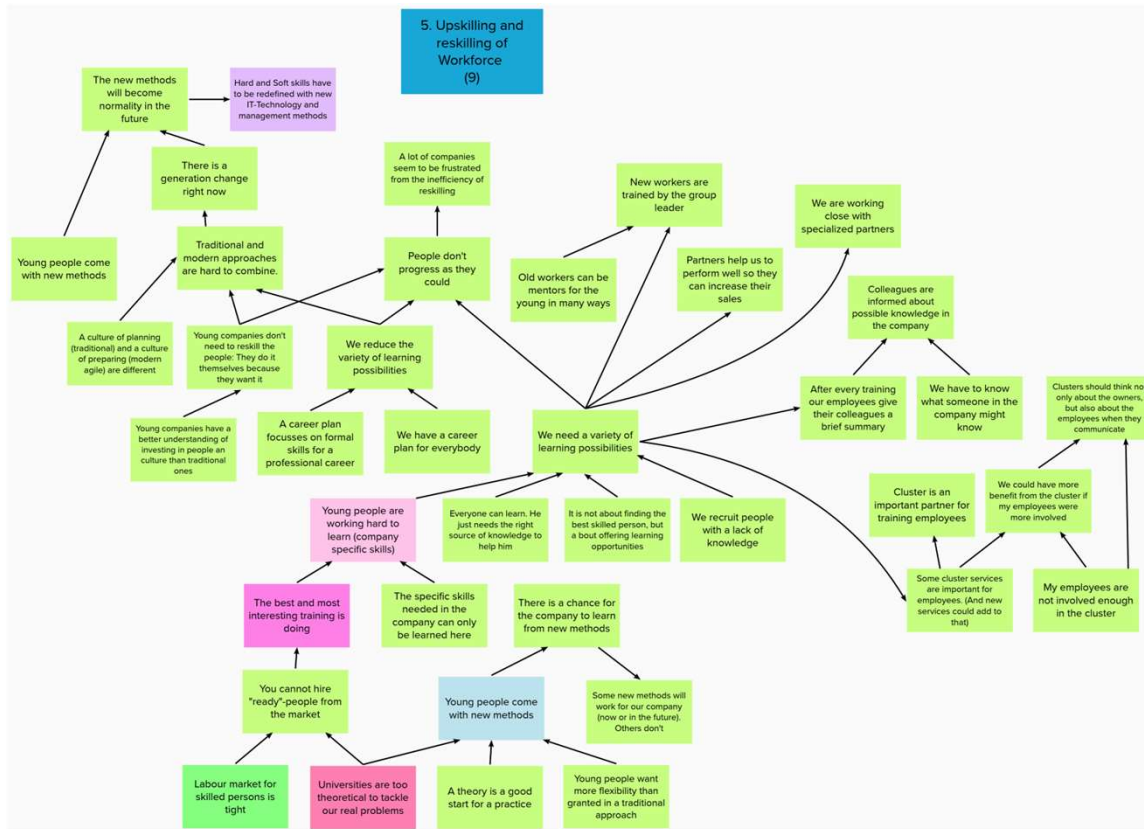 5. Upskilling and
reskilling of
Workforce
(9)
The new methods
will become
normality in the
future
Hard and Soft skills have
to be redefined with new
IT-Technology and
management methods
There is a
generation change
right now
A lot of companies
seem to be frustrated
from the inefficiency of
reskilling
New workers are
trained by the group
leader
We are working
close with
specialized partners
Young people come
with new methods
Traditional and
modern approaches
are hard to combine.
People don't
progress as they
could
Old workers can be
mentors for the
young in many ways
Partners help us to
perform well so they
can increase their
sales
Colleagues are
informed about
possible knowledge in
the company
A culture of planning
(traditional) and a culture
of preparing (modern
agile) are different
Young companies don't
need to reskill the
people: They do it
themselves because
they want it
We reduce the
variety of learning
possibilities
After every training
our employees give
their colleagues a
brief summary
We have to know
what someone in the
company might
know
Clusters should think no
only about the owners,
but also about the
employees when they
communicate
Young companies have a
better understanding of
investing in people an
culture than traditional
ones
A career plan
focusses on formal
skills for a
professional career
We have a career
plan for everybody
We need a variety of
learning possibilities
Cluster is an
important partner for
training employees
We could have more
benefit from the cluster if
my employees were
more involved
Young people are
working hard to
learn (company
specific skills)
Everyone can learn. He
just needs the right
source of knowledge to
help him
It is not about finding the
best skilled person, but
a bout offering learning
opportunities
We recruit people
with a lack of
knowledge
Some cluster services
are important for
employees. (And new
services could add to
that)
My employees are
not involved enough
in the cluster
The best and most
interesting training is
doing
The specific skills
needed in the
company can only
be learned here
There is a chance
for the company to
learn from new
methods
You cannot hire
"ready"-people from
the market
Young people come
with new methods
Some new methods will
work for our company
(now or in the future).
Others don't
Labour market for
skilled persons is
tight
Universities are too
theoretical to tackle
our real problems
A theory is a good
start for a practice
Young people want
more flexibility than
granted in a traditional
approach